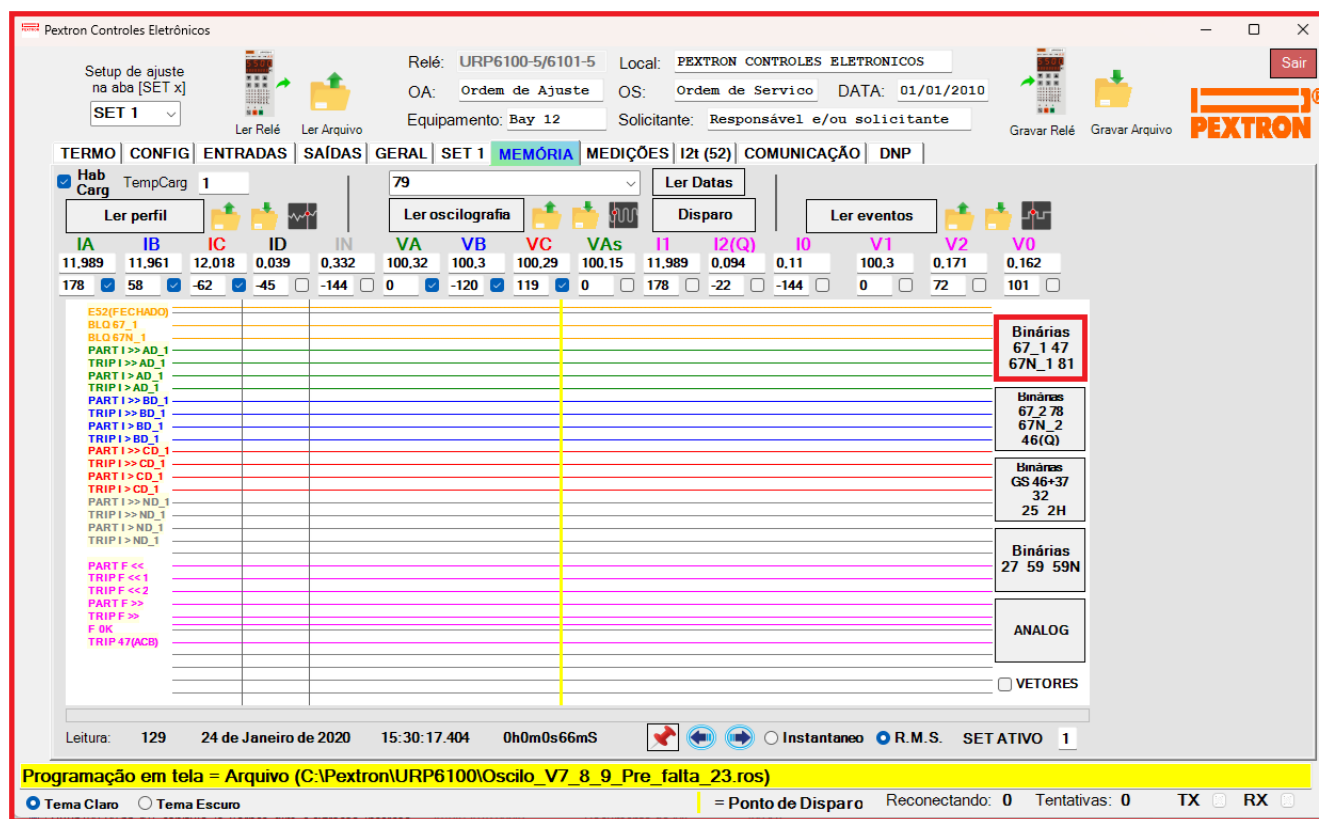 Pextron Controles Eletrônicos
Setup de ajuste
na aba [SET x]
SET 1
Ler Relé
Ler Arquivo
Relé: URP6100-5/6101-5 Local: PEXTRON CONTROLES ELETRONICOS
OA: Ordem de Ajuste OS: Ordem de Servico DATA: 01/01/2010
Equipamento: Bay 12 Solicitante: Responsável e/ou solicitante
Gravar Relé
Gravar Arquivo
Sair
PEXTRON®
TERMO CONFIG ENTRADAS SAÍDAS GERAL SET 1 MEMÓRIA MEDIÇÕES I2t (52) COMUNICAÇÃO DNP
Hab
Carg TempCarg 1 79 Ler Datas
Ler perfil Ler oscilografia Disparo Ler eventos
IA IB IC ID IN VA VB VC VAs I1 I2(Q) I0 V1 V2 V0
11,989 11,961 12,018 0,039 0,332 100,32 100,3 100,29 100,15 11,989 0,094 0,11 100,3 0,171 0,162
178 58 -62 -45 -144 0 -120 119 0 178 -22 -144 0 72 101
E52(FECHADO)
BLQ 67_1
BLQ 67N_1
PART I >> AD_1
TRIP I >> AD_1
PART I > AD_1
TRIP I > AD_1
PART I >> BD_1
TRIP I >> BD_1
PART I > BD_1
TRIP I > BD_1
PART I >> CD_1
TRIP I >> CD_1
PART I > CD_1
TRIP I > CD_1
PART I >> ND_1
TRIP I >> ND_1
PART I > ND_1
TRIP I > ND_1
PART F <<
TRIP F << 1
TRIP F << 2
PART F >>
TRIP F >>
F 0K
TRIP 47(ACB)
Binárias
67_1 47
67N_1 81
Binárias
67_2 78
67N_2
46(Q)
Binárias
GS 46+37
32
25 2H
Binárias
27 59 59N
ANALOG
VETORES
Leitura: 129 24 de Janeiro de 2020 15:30:17.404 0h0m0s66mS Instantaneo R.M.S. SET ATIVO 1
Programação em tela = Arquivo (C:\Pextron\URP6100\Oscilo_V7_8_9_Pre_falta_23.ros)
Tema Claro Tema Escuro = Ponto de Disparo Reconectando: 0 Tentativas: 0 TX RX